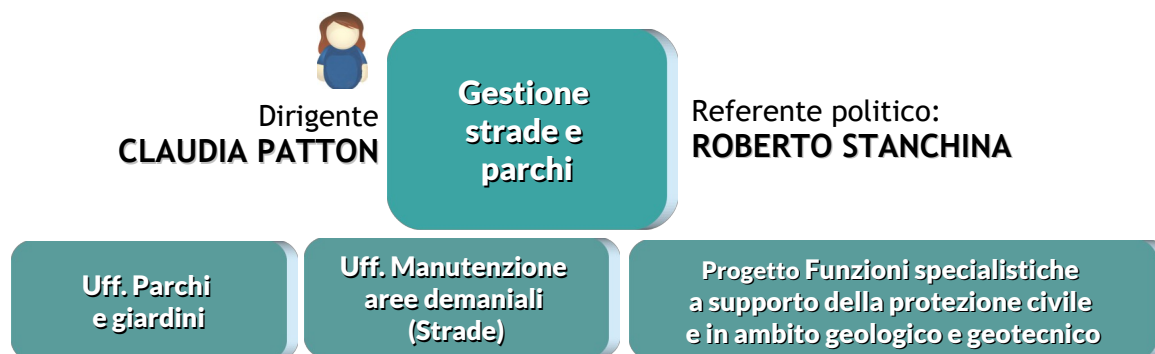 Dirigente
CLAUDIA PATTON
Gestione
strade e
parchi
Referente politico:
ROBERTO STANCHINA
Uff. Parchi
e giardini
Uff. Manutenzione
aree demaniali
(Strade)
Progetto Funzioni specialistiche
a supporto della protezione civile
e in ambito geologico e geotecnico